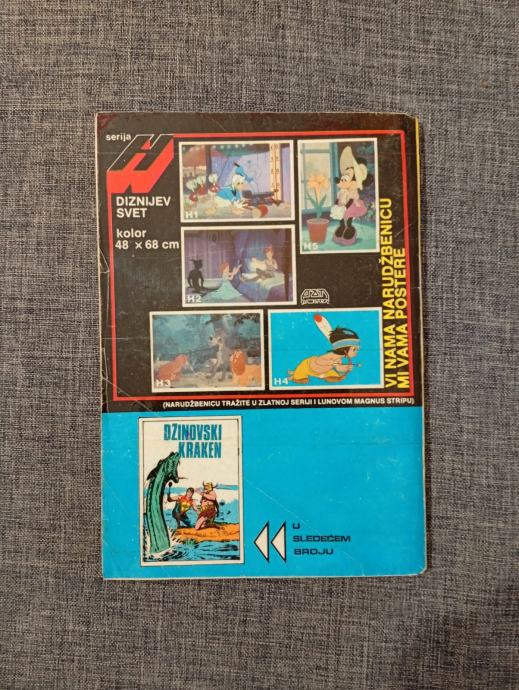 serija
H
DIZNIJEV
SVET
kolor
48 × 68 cm
H1
H5
H2
H3
H4
VI NAMA NARUDŽBENICU
MI VAMA POSTERE
(NARUDŽBENICU TRAŽITE U ZLATNOJ SERIJI I LUNOVOM MAGNUS STRIPU)
DŽINOVSKI
KRAKEN
U
SLEDEĆEM
BROJU